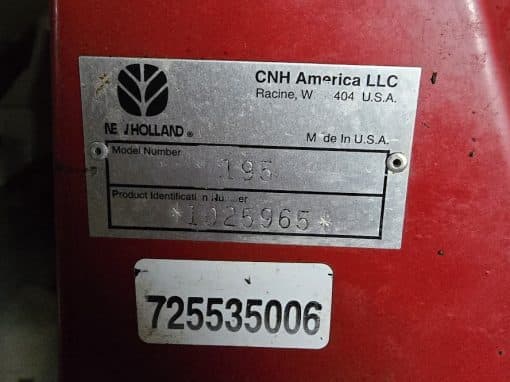 CNH America LLC
Racine, W 404 U.S.A.
NEW HOLLAND ®
Made In U.S.A.
Model Number
195
Product Identification Number
*1025965*
725535006